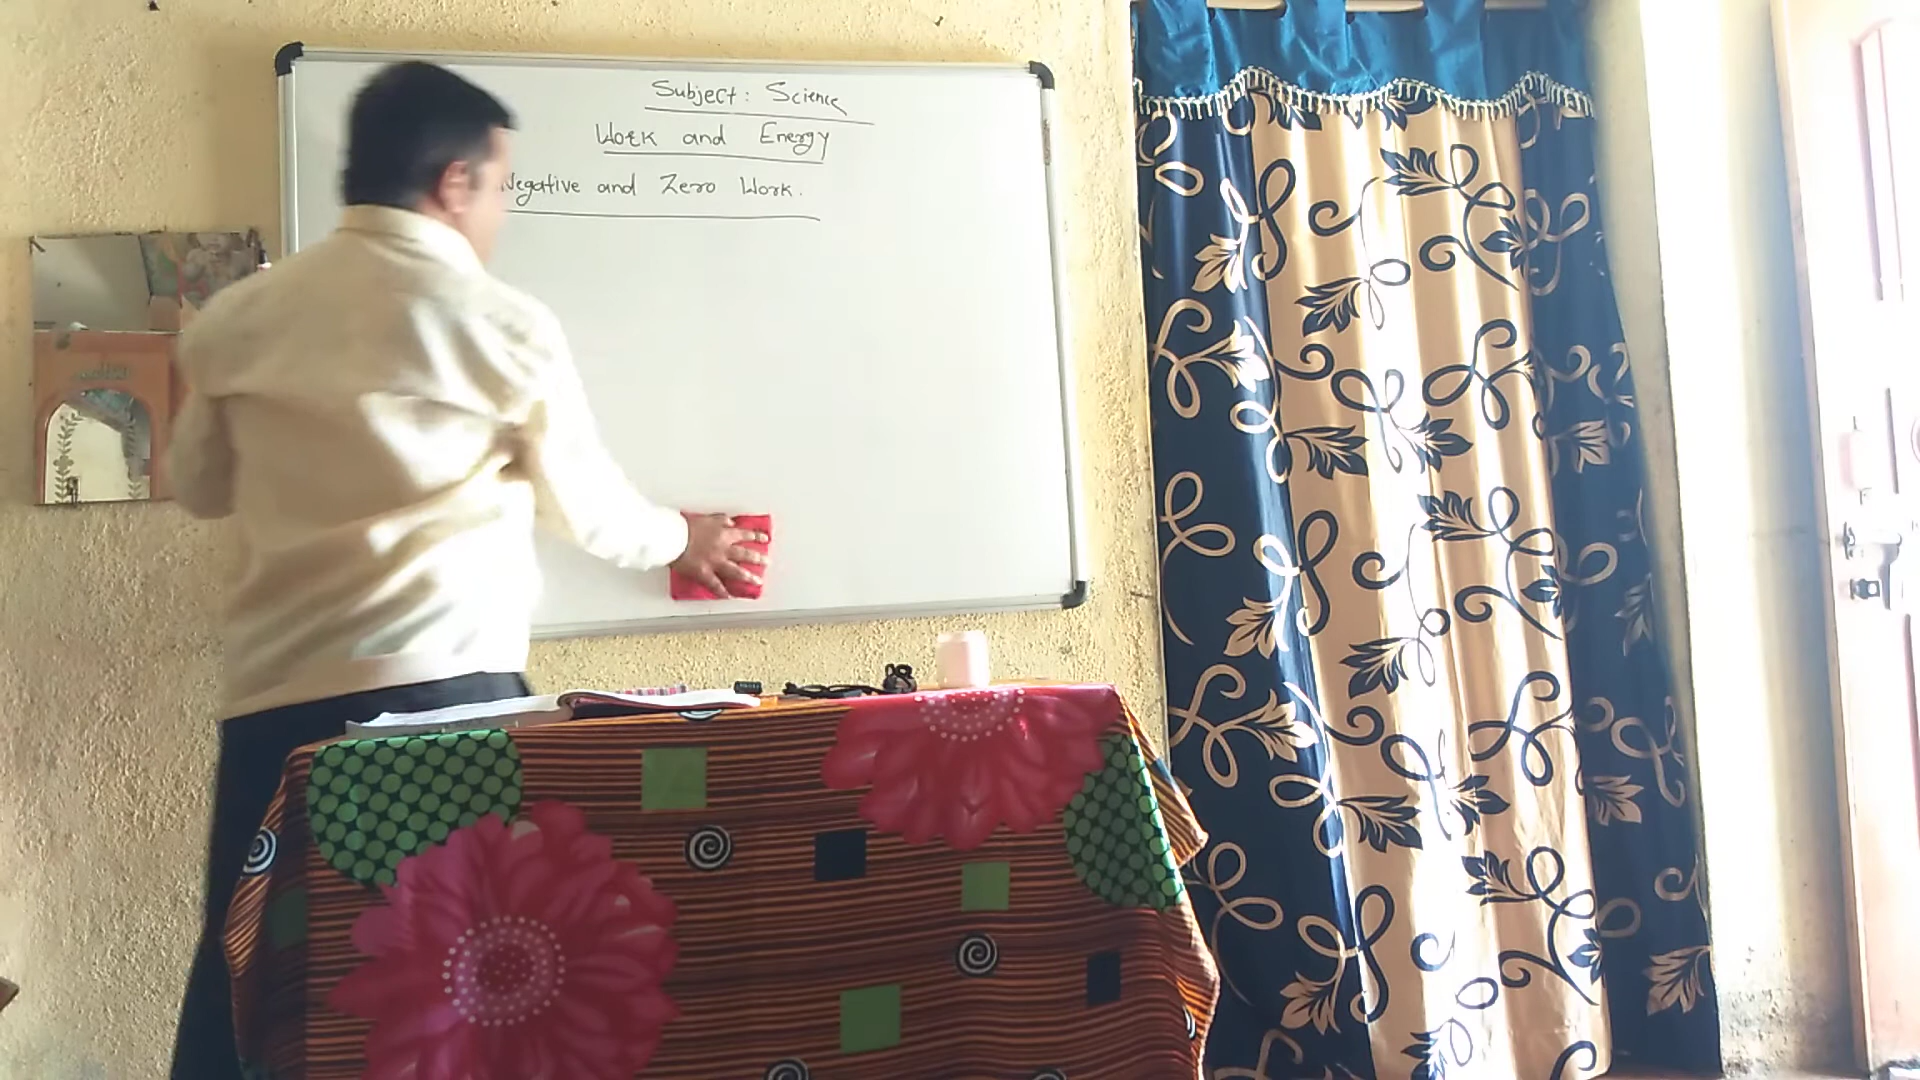 Subject: Science
Work and Energy
Negative and Zero Work.